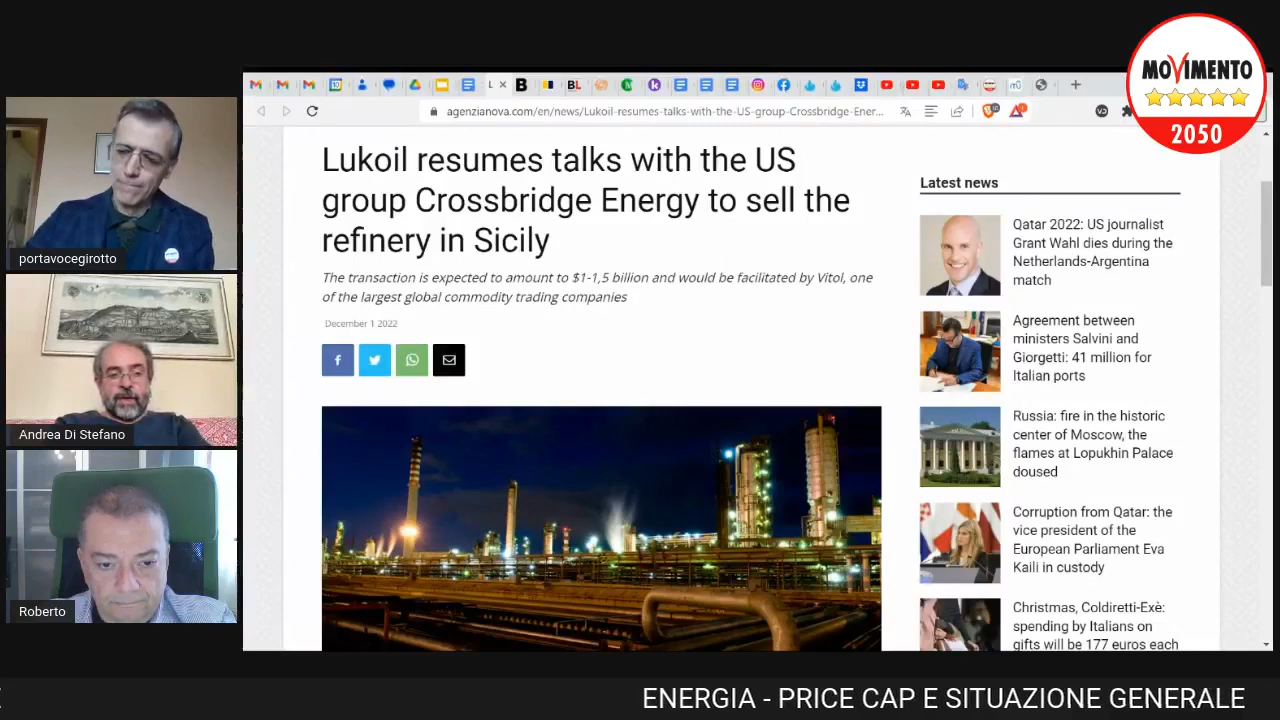 MOVIMENTO
2050
agenzianova.com/en/news/Lukoil-resumes-talks-with-the-US-group-Crossbridge-Ener...
Lukoil resumes talks with the US
group Crossbridge Energy to sell the
refinery in Sicily
The transaction is expected to amount to $1-1,5 billion and would be facilitated by Vitol, one
of the largest global commodity trading companies
December 1 2022
Latest news
Qatar 2022: US journalist
Grant Wahl dies during the
Netherlands-Argentina
match
Agreement between
ministers Salvini and
Giorgetti: 41 million for
Italian ports
Russia: fire in the historic
center of Moscow, the
flames at Lopukhin Palace
doused
Corruption from Qatar: the
vice president of the
European Parliament Eva
Kaili in custody
Christmas, Coldiretti-Exè:
spending by Italians on
gifts will be 177 euros each
portavocegirotto
Andrea Di Stefano
Roberto
ENERGIA - PRICE CAP E SITUAZIONE GENERALE